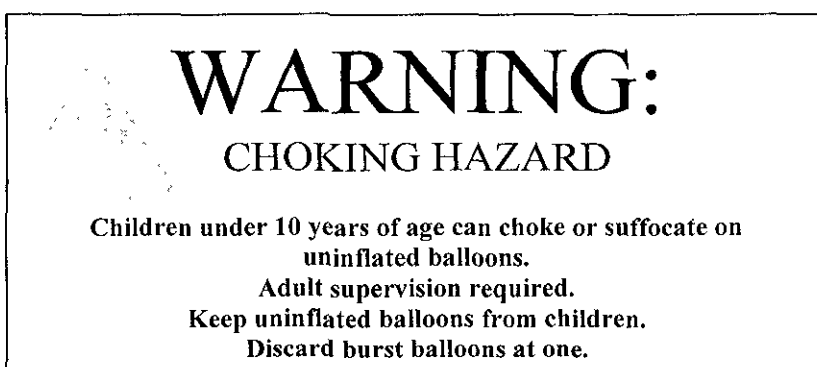 WARNING:
CHOKING HAZARD
Children under 10 years of age can choke or suffocate on
uninflated balloons.
Adult supervision required.
Keep uninflated balloons from children.
Discard burst balloons at one.